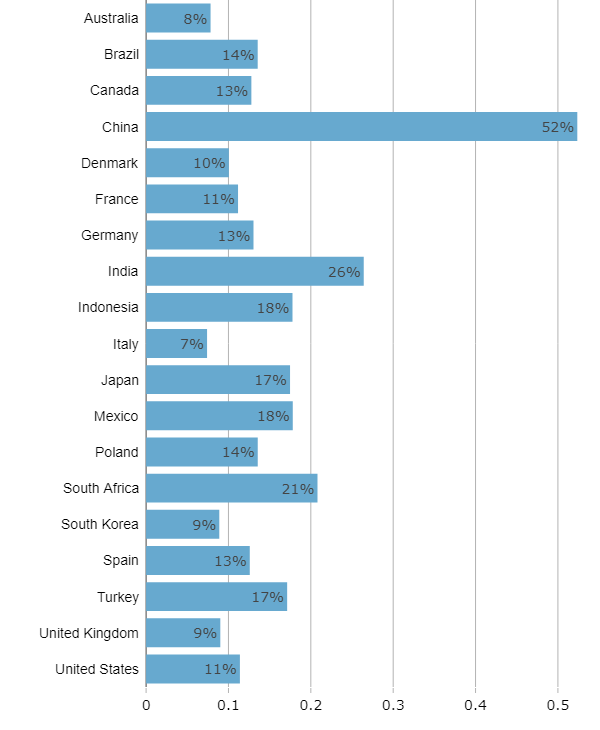 Australia 8%
Brazil 14%
Canada 13%
China 52%
Denmark 10%
France 11%
Germany 13%
India 26%
Indonesia 18%
Italy 7%
Japan 17%
Mexico 18%
Poland 14%
South Africa 21%
South Korea 9%
Spain 13%
Turkey 17%
United Kingdom 9%
United States 11%
0 0.1 0.2 0.3 0.4 0.5